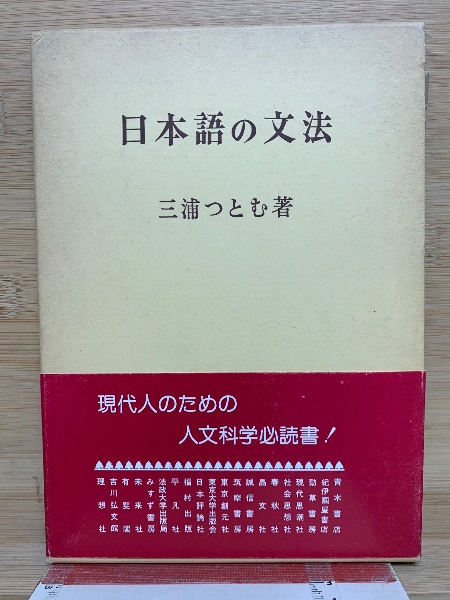 日本語の文法
三浦つとむ著
現代人のための
人文科学必読書!
青木書店
紀伊國屋書店
勁草書房
現代思潮社
社会思想社
春秋社
晶文社
誠信書房
筑摩書房
東京創元社
東京大学出版会
日本評論社
平凡社
福村出版
法政大学出版局
みすず書房
未来社
有斐閣
吉川弘文館
理想社